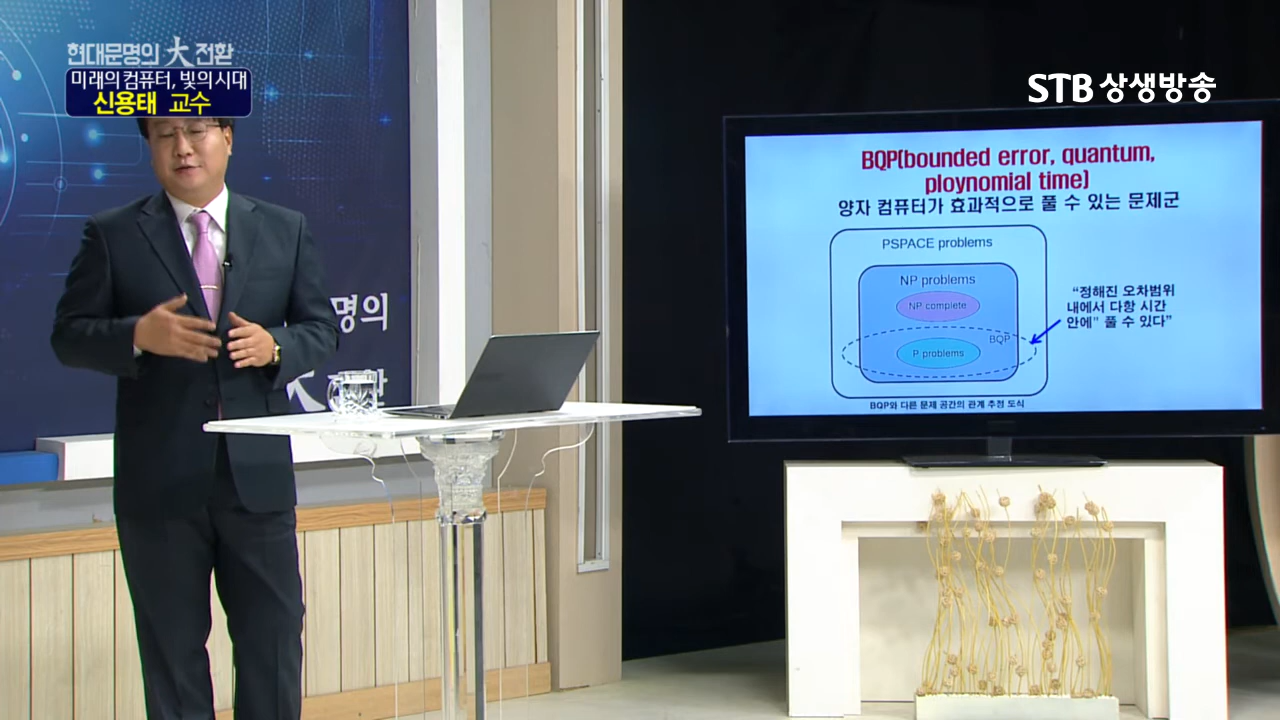 현대문명의 大 전환
미래의 컴퓨터, 빛의 시대
신용태 교수
STB 상생방송
명의
大 전환
BQP(bounded error, quantum,
ploynomial time)
양자 컴퓨터가 효과적으로 풀 수 있는 문제군
PSPACE problems
NP problems
NP complete
BQP
P problems
“정해진 오차범위
내에서 다항 시간
안에” 풀 수 있다”
BQP와 다른 문제 공간의 관계 추정 도식